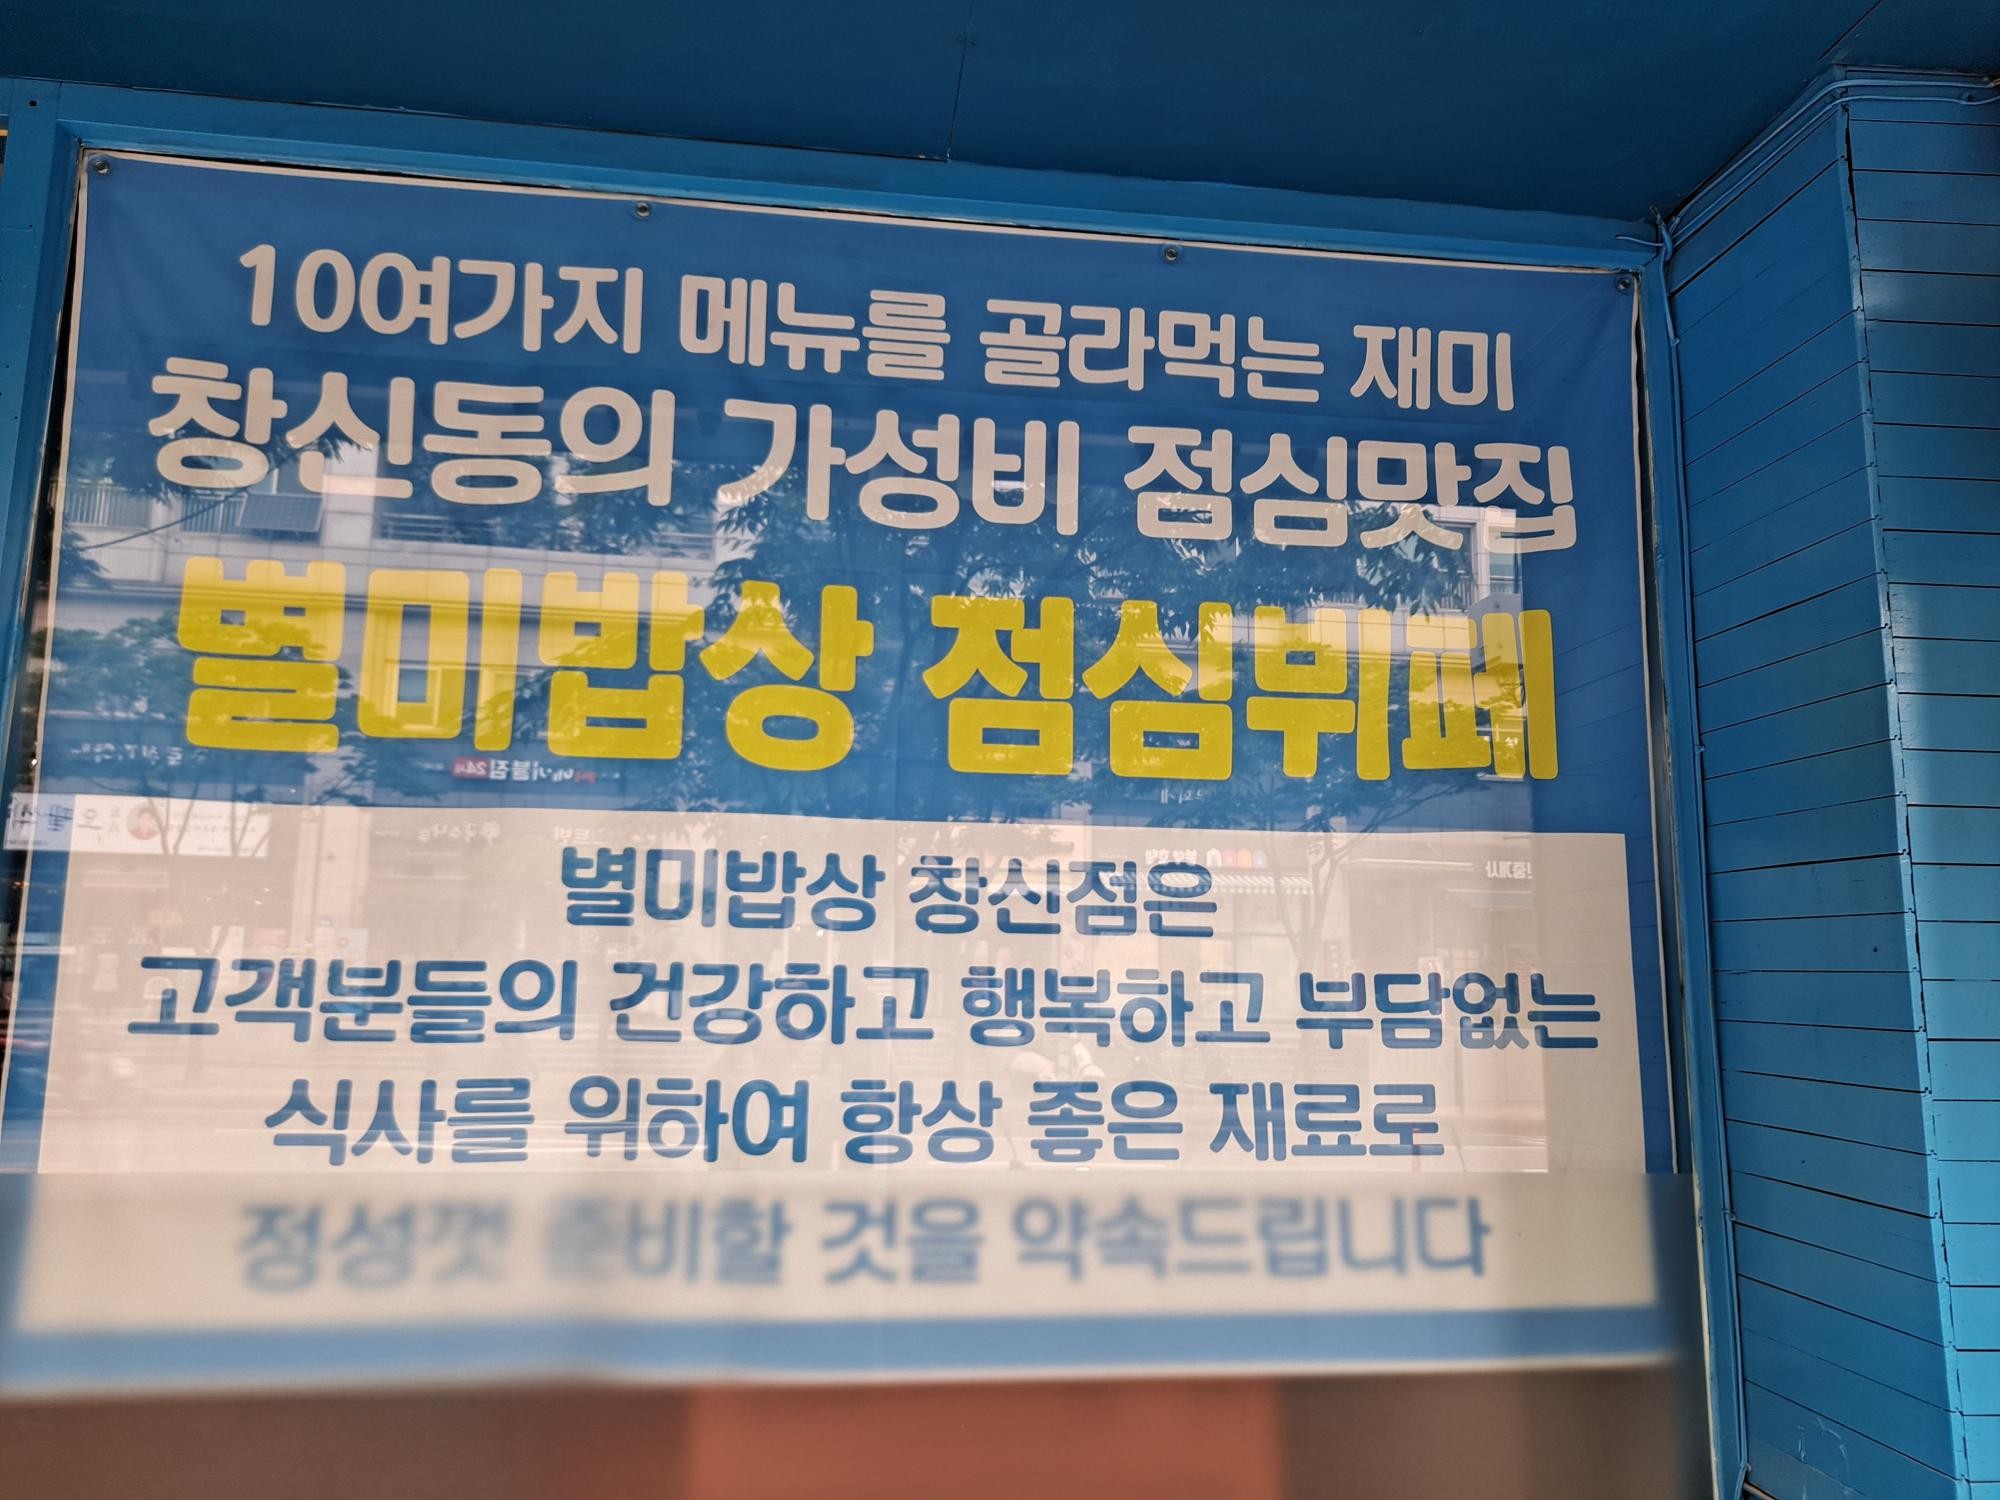 10여가지 메뉴를 골라먹는 재미
창신동의 가성비 점심맛집
별미밥상 점심뷔페
별미밥상 창신점은
고객분들의 건강하고 행복하고 부담없는
식사를 위하여 항상 좋은 재료로
정성껏 준비할 것을 약속드립니다